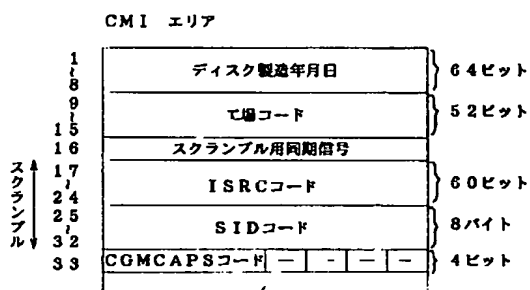 CMI エリア
1〜8 ディスク製造年月日 64ビット
9〜15 工場コード 52ビット
16 スクランブル用同期信号
17〜24 ISRCコード 60ビット
スクランブル
25〜32 SIDコード 8バイト
33 CGMCAPSコード — - — — 4ビット